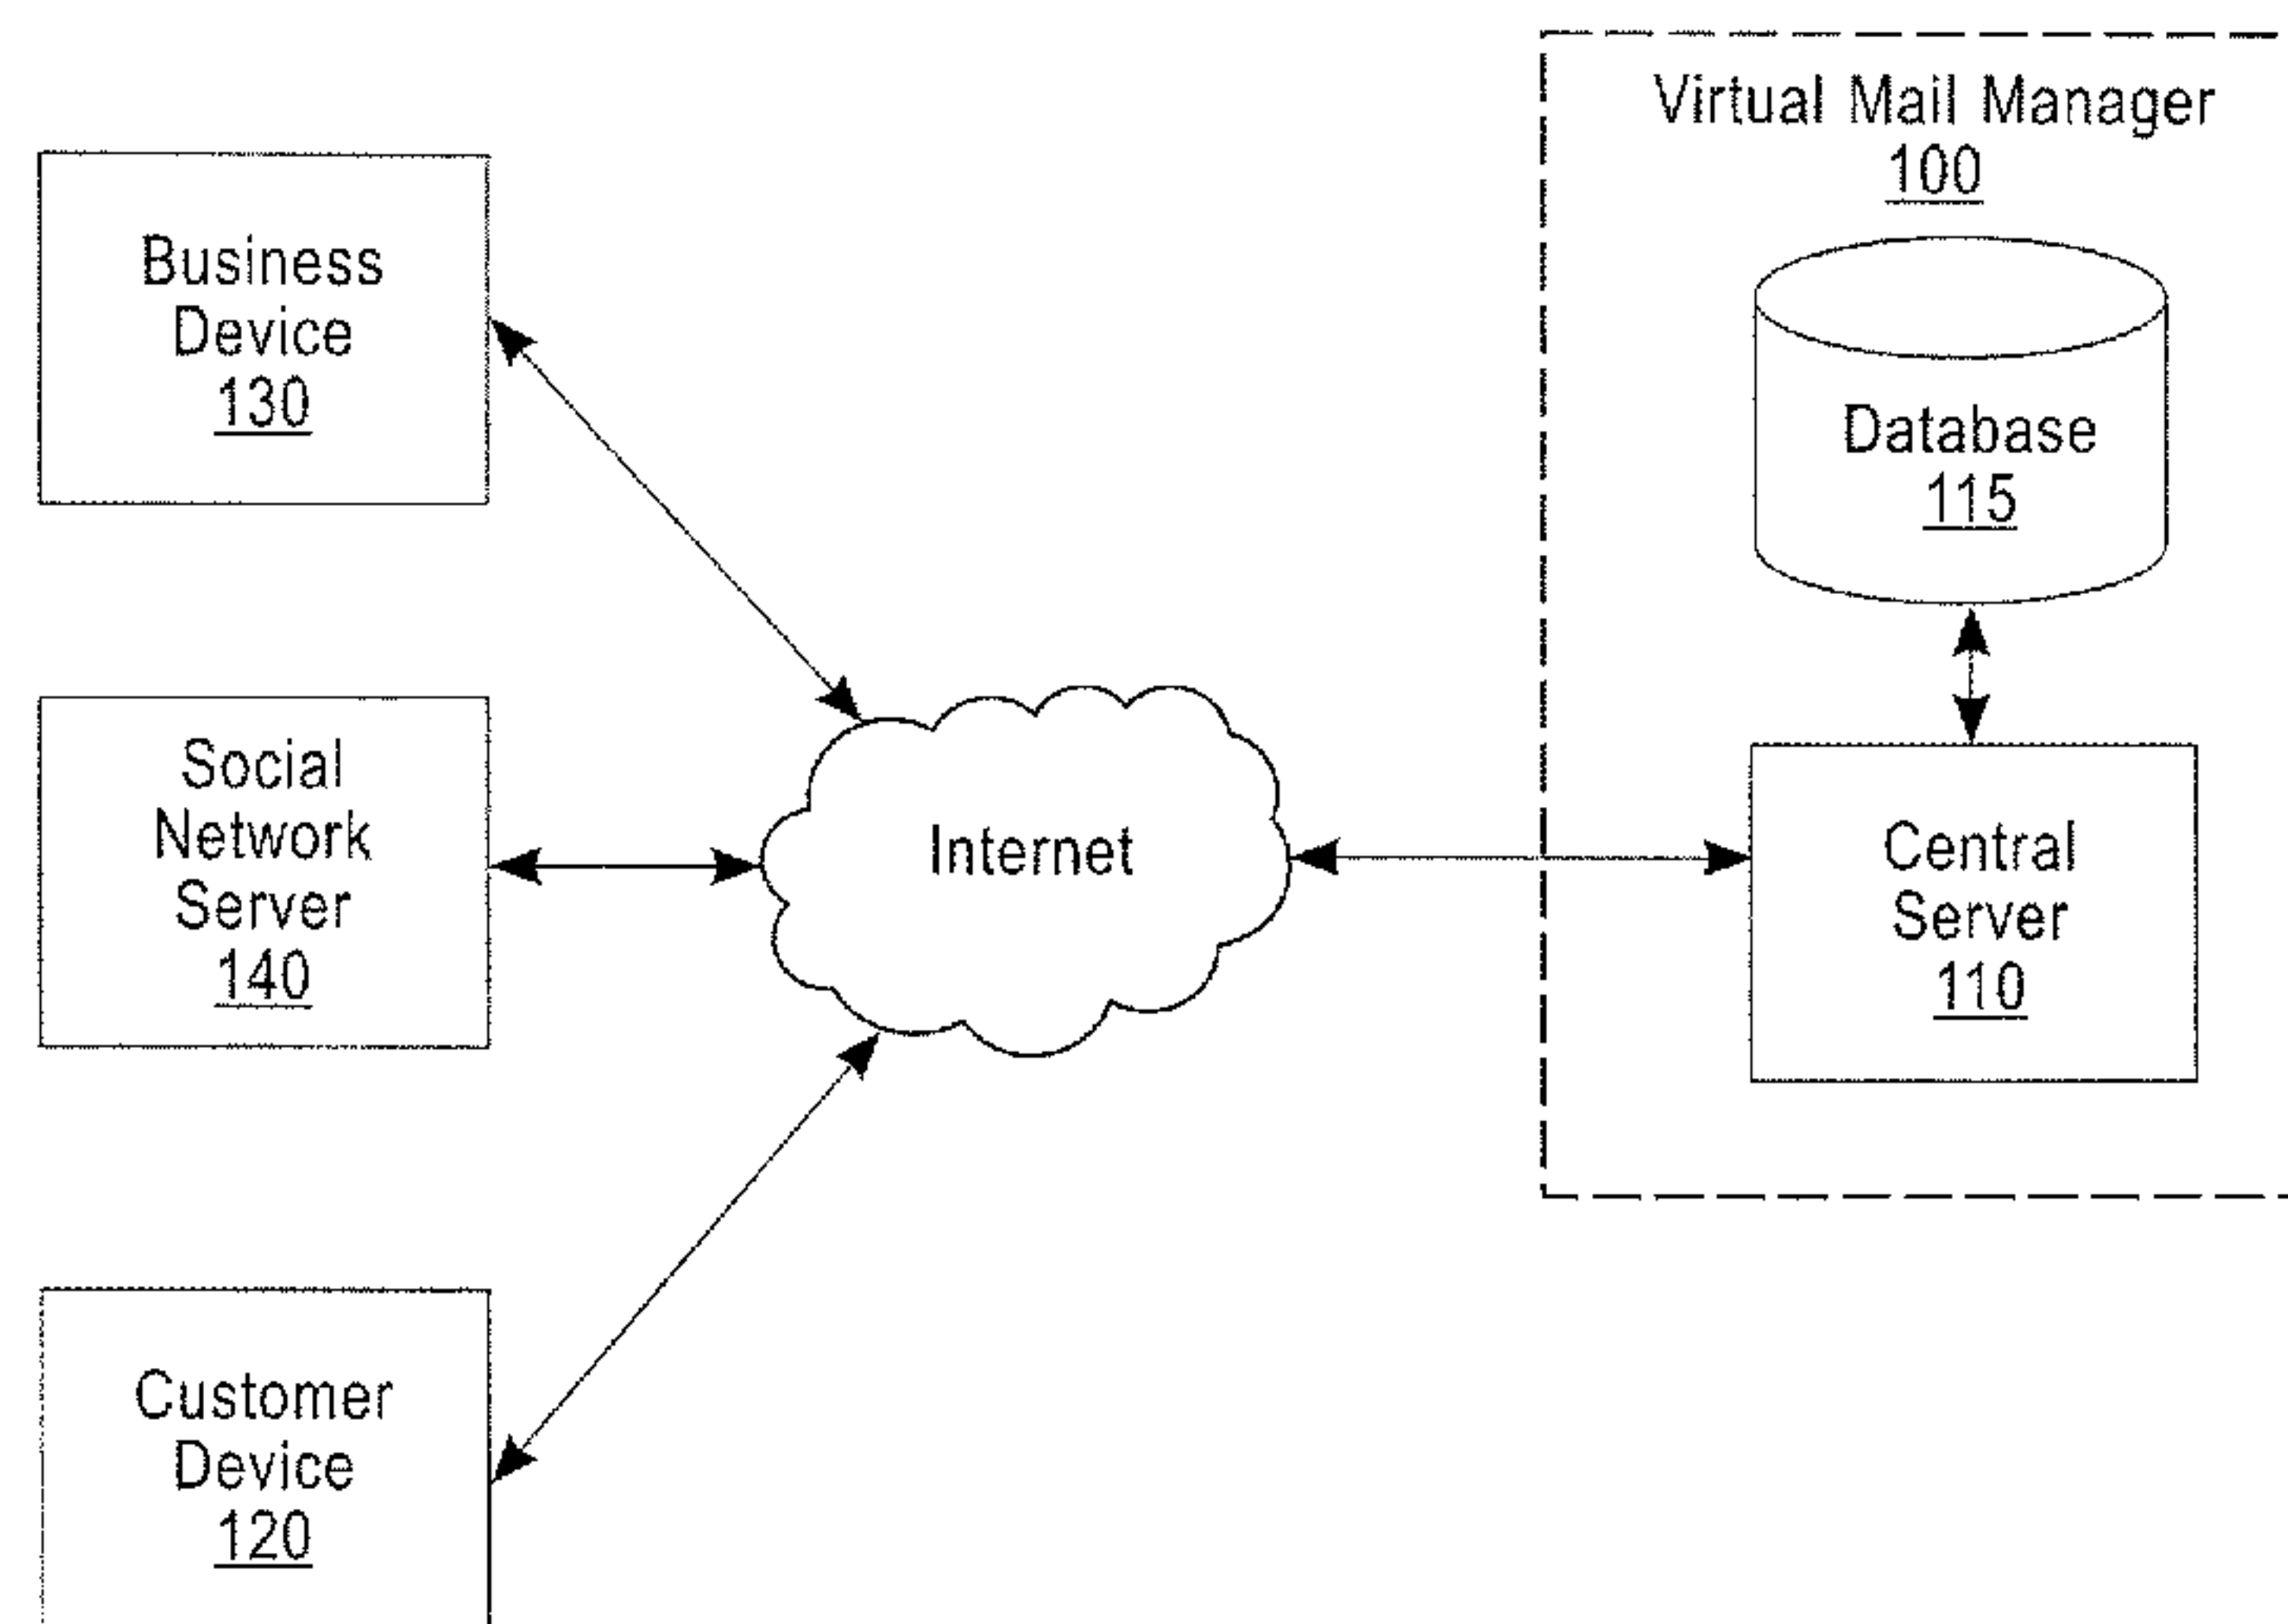 Virtual Mail Manager
100
Business
Device
130
Database
115
Social
Network
Server
140
Internet
Central
Server
110
Customer
Device
120